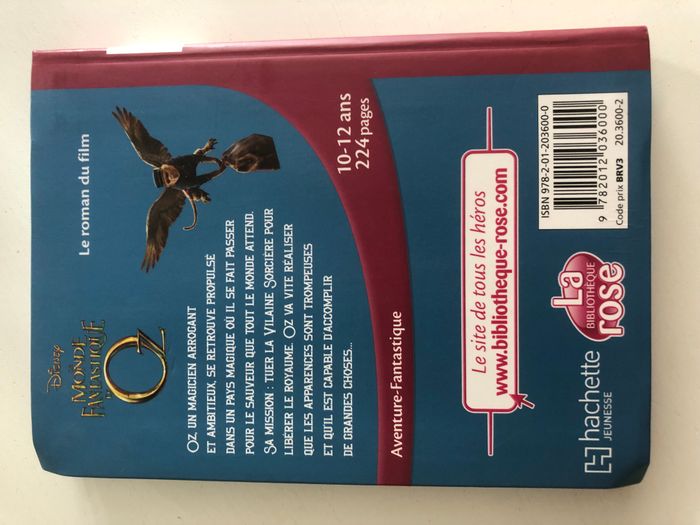 Disney
LE MONDE
FANTASTIQUE
D'OZ
Le roman du film
OZ UN MAGICIEN ARROGANT
ET AMBITIEUX, SE RETROUVE PROPULSÉ
DANS UN PAYS MAGIQUE OÙ IL SE FAIT PASSER
POUR LE SAUVEUR QUE TOUT LE MONDE ATTEND.
SA MISSION : TUER LA VILAINE SORCIÈRE POUR
LIBÉRER LE ROYAUME. OZ VA VITE RÉALISER
QUE LES APPARENCES SONT TROMPEUSES
ET QU'IL EST CAPABLE D'ACCOMPLIR
DE GRANDES CHOSES...
10-12 ans
224 pages
Aventure-Fantastique
Le site de tous les héros
www.bibliotheque-rose.com
hachette
JEUNESSE
La
BIBLIOTHÈQUE
rose
ISBN 978-2-01-203600-0
9 782012 036000
Code prix BRV3 20.3600-2